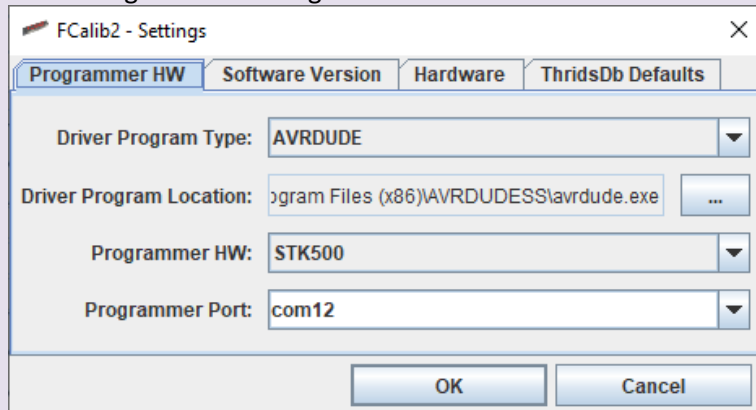 FCalib2 - Settings
Programmer HW Software Version Hardware ThridsDb Defaults
Driver Program Type: AVRDUDE
Driver Program Location: ogram Files (x86)\AVRDUDESS\avrdude.exe ...
Programmer HW: STK500
Programmer Port: com12
OK Cancel